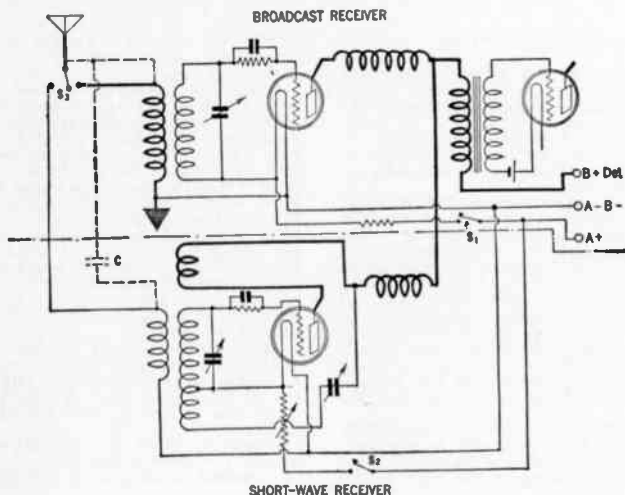 BROADCAST RECEIVER
S3
B+ Det
A-B-
S1
A+
C
S2
SHORT-WAVE RECEIVER